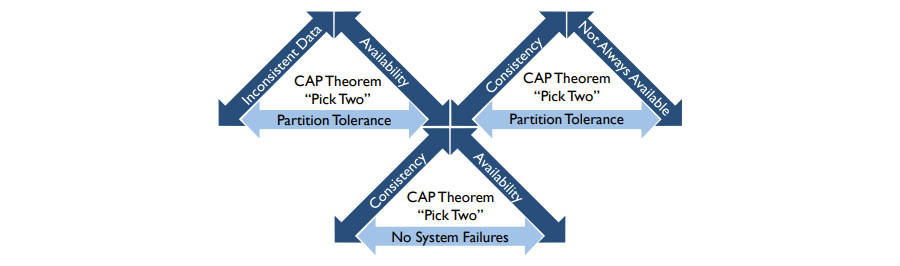 Inconsistent Data
Availability
CAP Theorem
“Pick Two”
Partition Tolerance
Consistency
Not Always Available
CAP Theorem
“Pick Two”
Partition Tolerance
Consistency
Availability
CAP Theorem
“Pick Two”
No System Failures